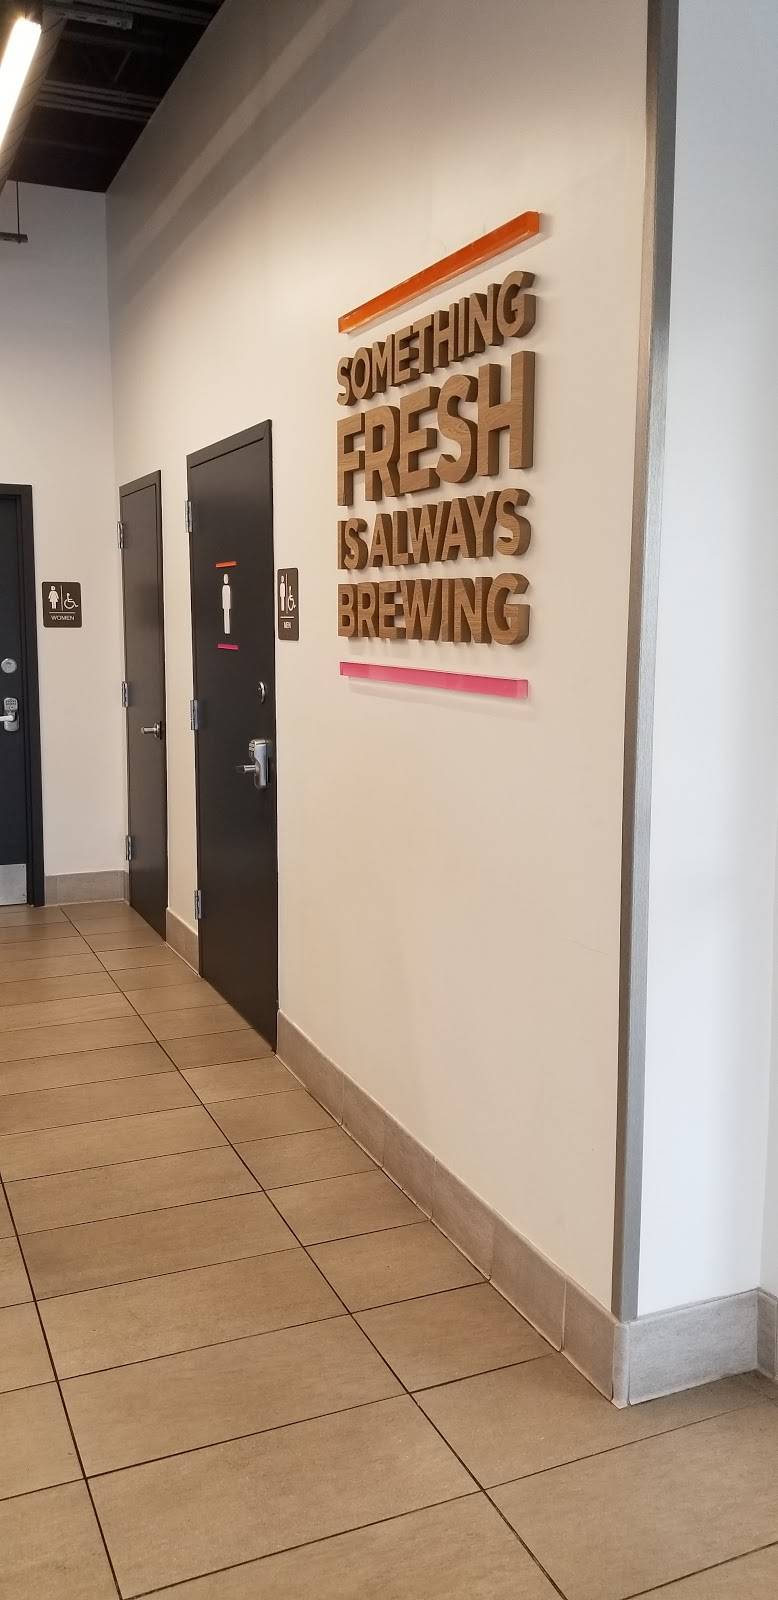 SOMETHING
FRESH
IS ALWAYS
BREWING
WOMEN
MEN